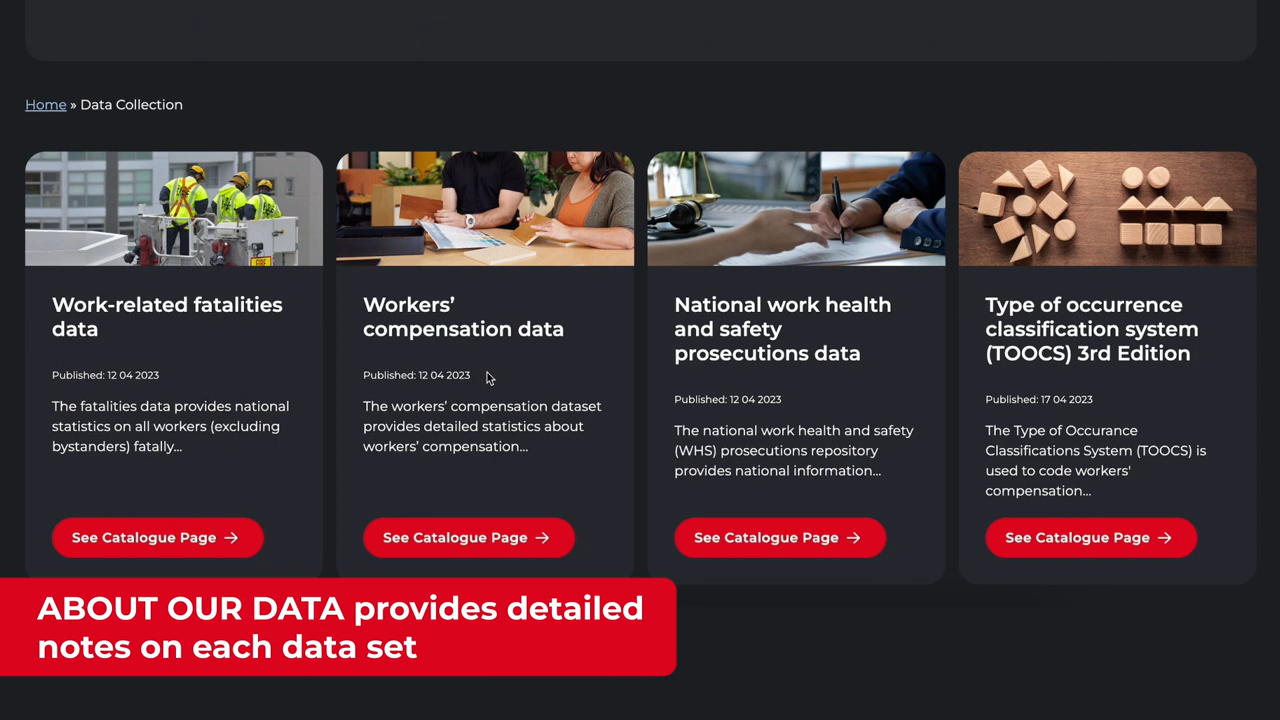 Home » Data Collection
Work-related fatalities
data
Published: 12 04 2023
The fatalities data provides national
statistics on all workers (excluding
bystanders) fatally...
See Catalogue Page →
Workers’
compensation data
Published: 12 04 2023
The workers’ compensation dataset
provides detailed statistics about
workers’ compensation...
See Catalogue Page →
National work health
and safety
prosecutions data
Published: 12 04 2023
The national work health and safety
(WHS) prosecutions repository
provides national information...
See Catalogue Page →
Type of occurrence
classification system
(TOOCS) 3rd Edition
Published: 17 04 2023
The Type of Occurance
Classifications System (TOOCS) is
used to code workers'
compensation...
See Catalogue Page →
FIRE
ABOUT OUR DATA provides detailed
notes on each data set